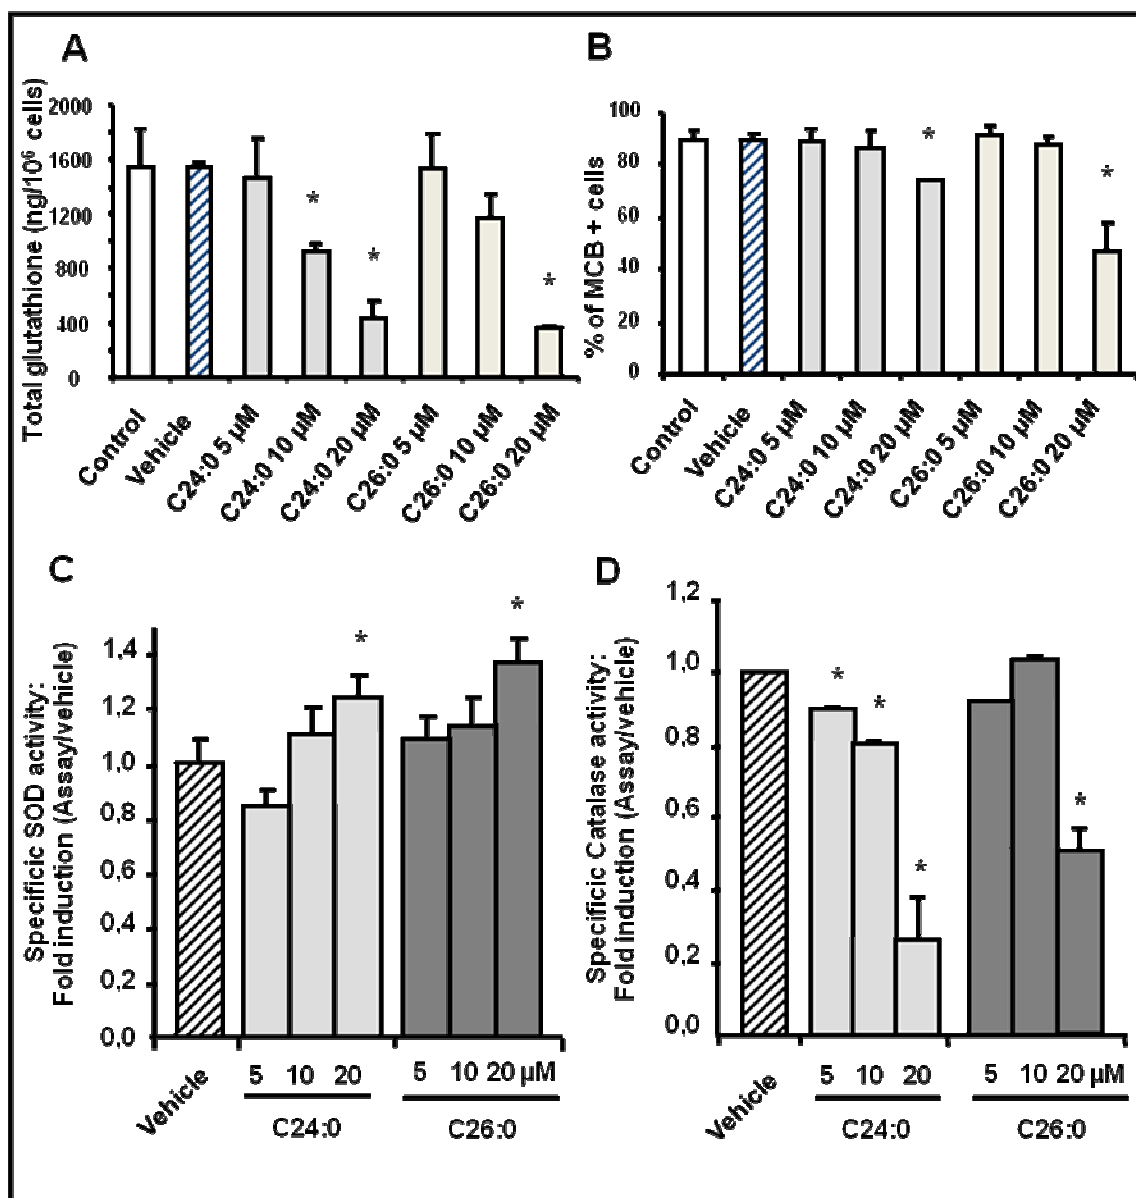 A
Total glutathione (ng/10⁶ cells)
2000
1600
1200
800
400
0
*
*
*
Control
Vehicle
C24:0 5 µM
C24:0 10 µM
C24:0 20 µM
C26:0 5 µM
C26:0 10 µM
C26:0 20 µM
B
% of MCB + cells
100
80
60
40
20
0
*
*
Control
Vehicle
C24:0 5 µM
C24:0 10 µM
C24:0 20 µM
C26:0 5 µM
C26:0 10 µM
C26:0 20 µM
C
Specificic SOD activity:
Fold induction (Assay/vehicle)
1,4
1,2
1,0
0,8
0,6
0,4
0,2
0,0
*
*
Vehicle
5 10 20
5 10 20 µM
C24:0
C26:0
D
Specificic Catalase activity:
Fold induction (Assay/vehicle)
1,2
1,0
0,8
0,6
0,4
0,2
0,0
*
*
*
*
Vehicle
5 10 20
5 10 20 µM
C24:0
C26:0